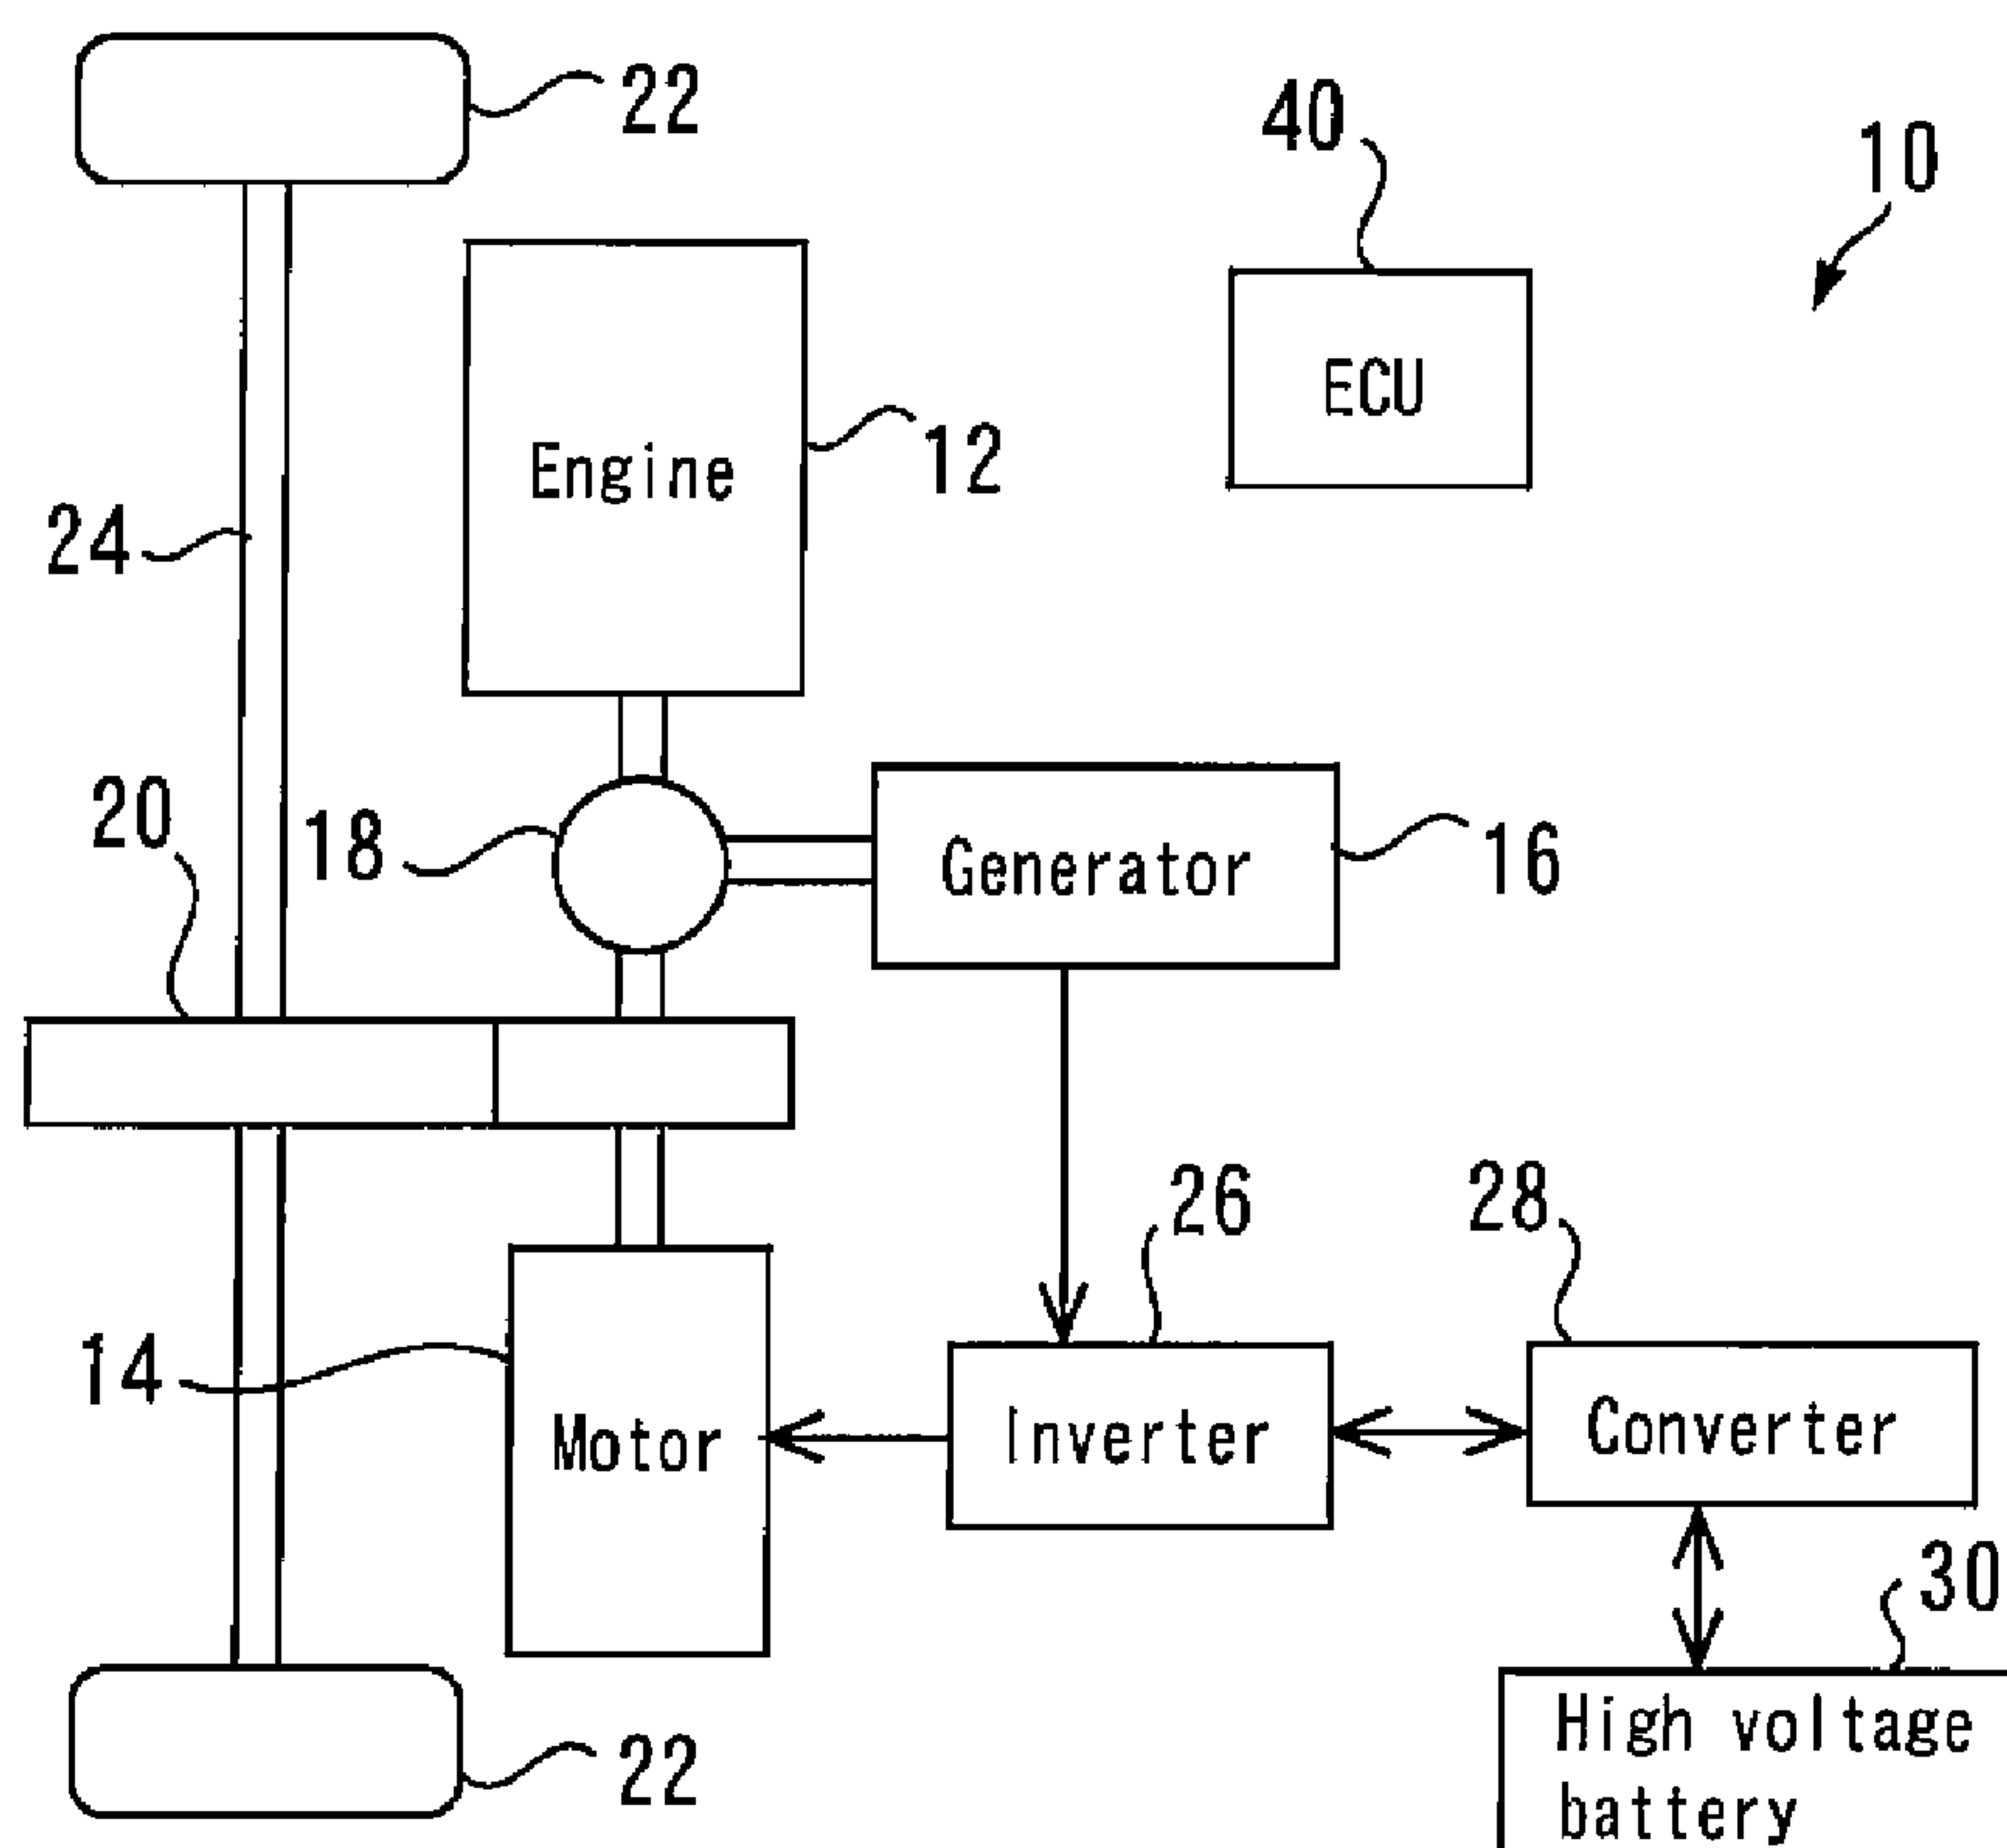 22
40
10
Engine
12
ECU
24
20
18
Generator
16
26
28
14
Motor
Inverter
Converter
30
High voltage
battery
22